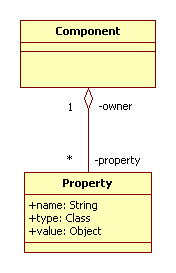 Component
1 -owner
* -property
Property
+name: String
+type: Class
+value: Object